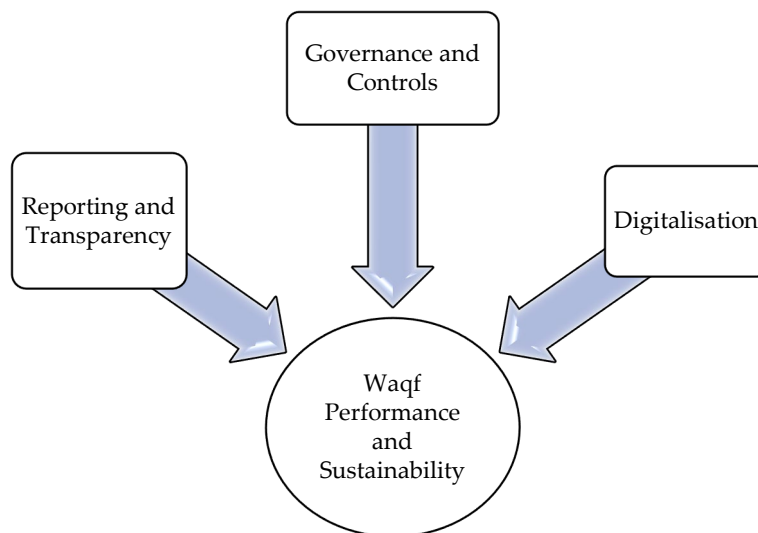 Governance and
Controls
Reporting and
Transparency
Digitalisation
Waqf
Performance
and
Sustainability